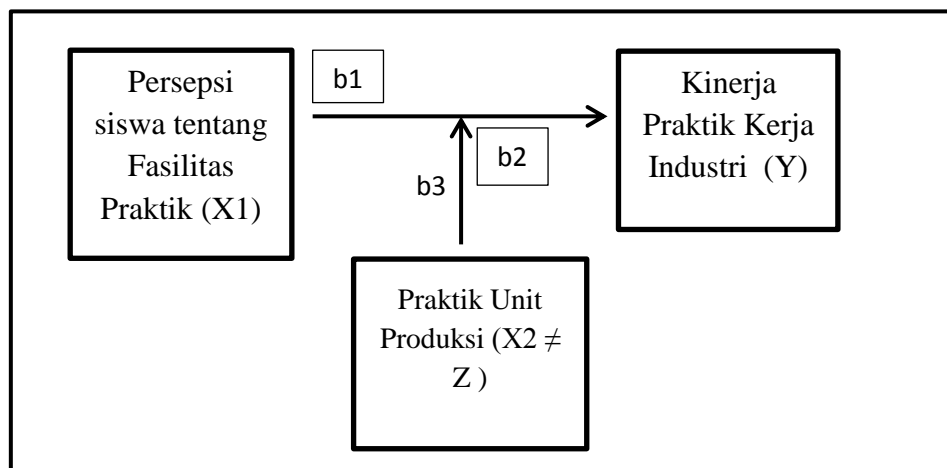 Persepsi
siswa tentang
Fasilitas
Praktik (X1)
b1
b2
b3
Kinerja
Praktik Kerja
Industri (Y)
Praktik Unit
Produksi (X2 ≠
Z )